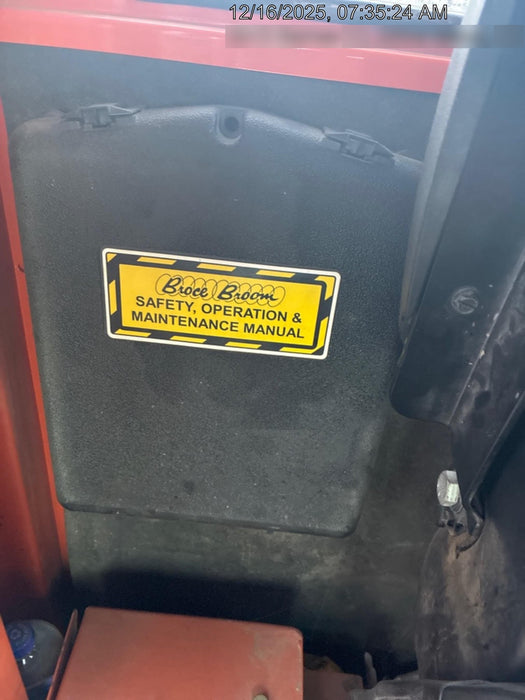 12/16/2025, 07:35:24 AM
Broce Broom
SAFETY, OPERATION &
MAINTENANCE MANUAL